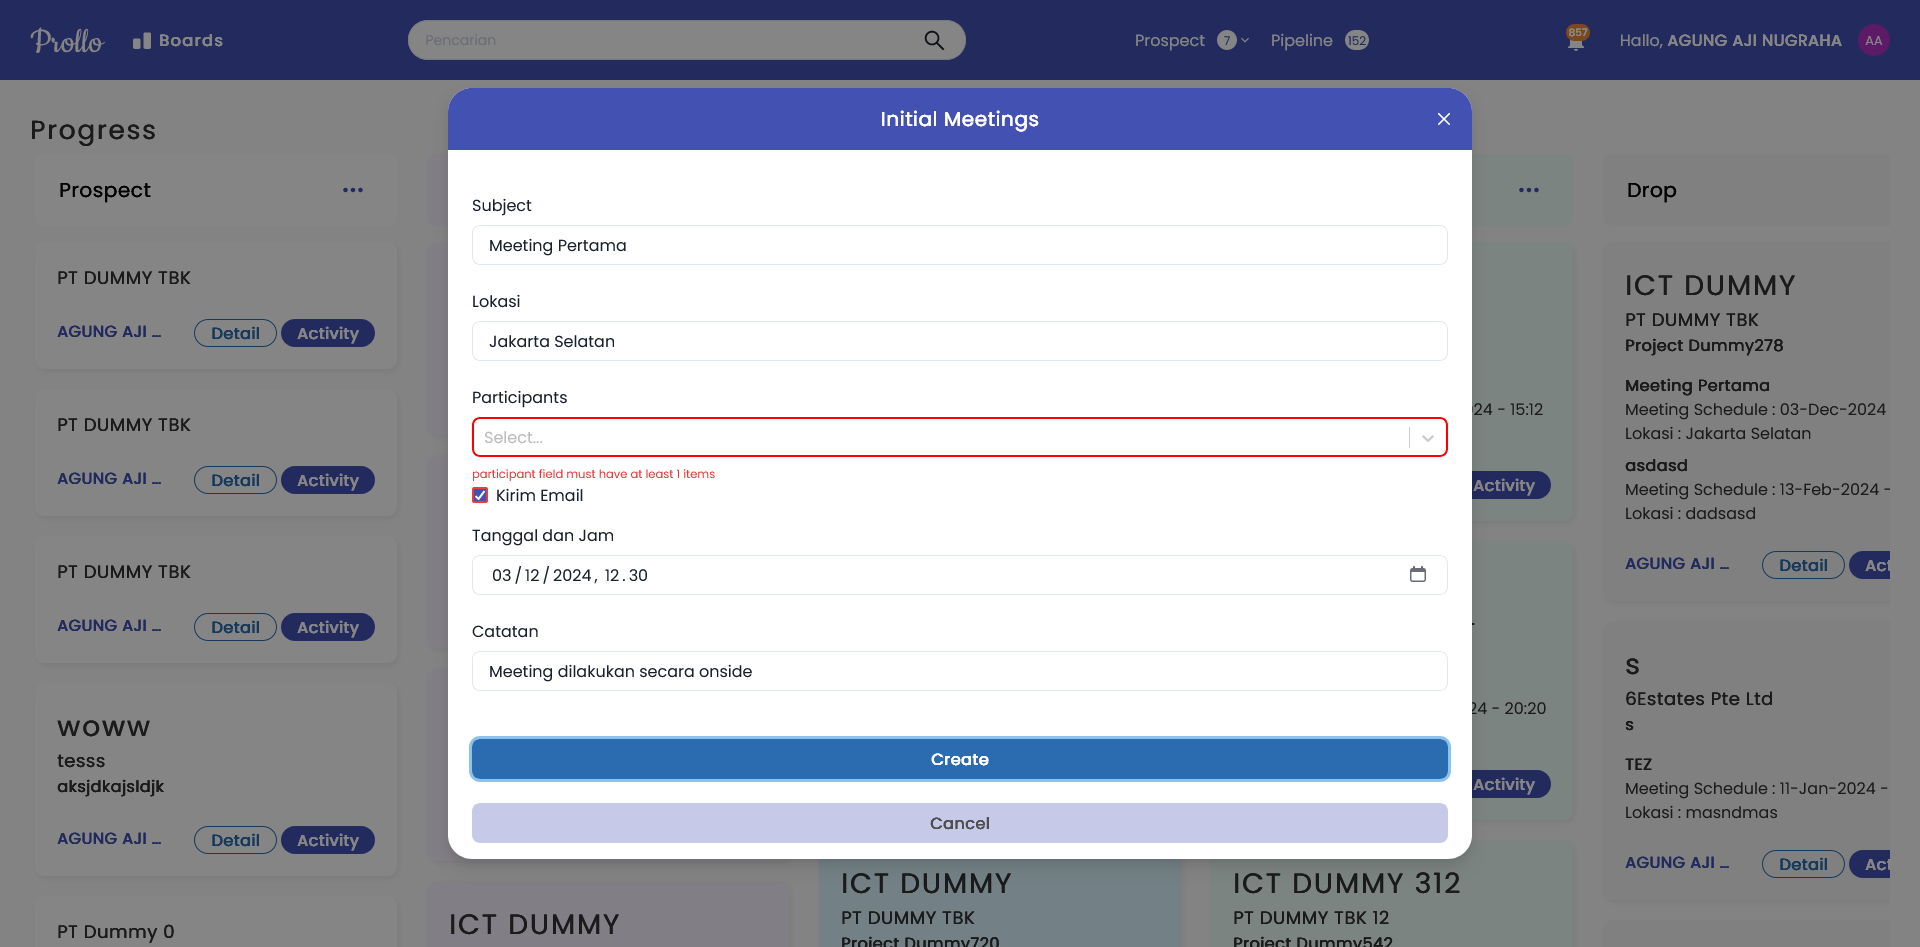 Prollo
Boards
Pencarian
Prospect 7
Pipeline 152
857
Hallo, AGUNG AJI NUGRAHA
AA
Progress
Prospect
PT DUMMY TBK
AGUNG AJI ...
Detail
Activity
PT DUMMY TBK
AGUNG AJI ...
Detail
Activity
PT DUMMY TBK
AGUNG AJI ...
Detail
Activity
WOWW
tesss
aksjdkajsldjk
AGUNG AJI ...
Detail
Activity
PT Dummy 0
Initial Meetings
Subject
Meeting Pertama
Lokasi
Jakarta Selatan
Participants
Select...
participant field must have at least 1 items
Kirim Email
Tanggal dan Jam
03/12/2024, 12.30
Catatan
Meeting dilakukan secara onside
Create
Cancel
ICT DUMMY
ICT DUMMY
PT DUMMY TBK
Project Dummy720
24 - 15:12
Activity
24 - 20:20
Activity
ICT DUMMY 312
PT DUMMY TBK 12
Project Dummy542
Drop
ICT DUMMY
PT DUMMY TBK
Project Dummy278
Meeting Pertama
Meeting Schedule : 03-Dec-2024
Lokasi : Jakarta Selatan
asdasd
Meeting Schedule : 13-Feb-2024 -
Lokasi : dadsasd
AGUNG AJI ...
Detail
Act
S
6Estates Pte Ltd
s
TEZ
Meeting Schedule : 11-Jan-2024 -
Lokasi : masndmas
AGUNG AJI ...
Detail
Act